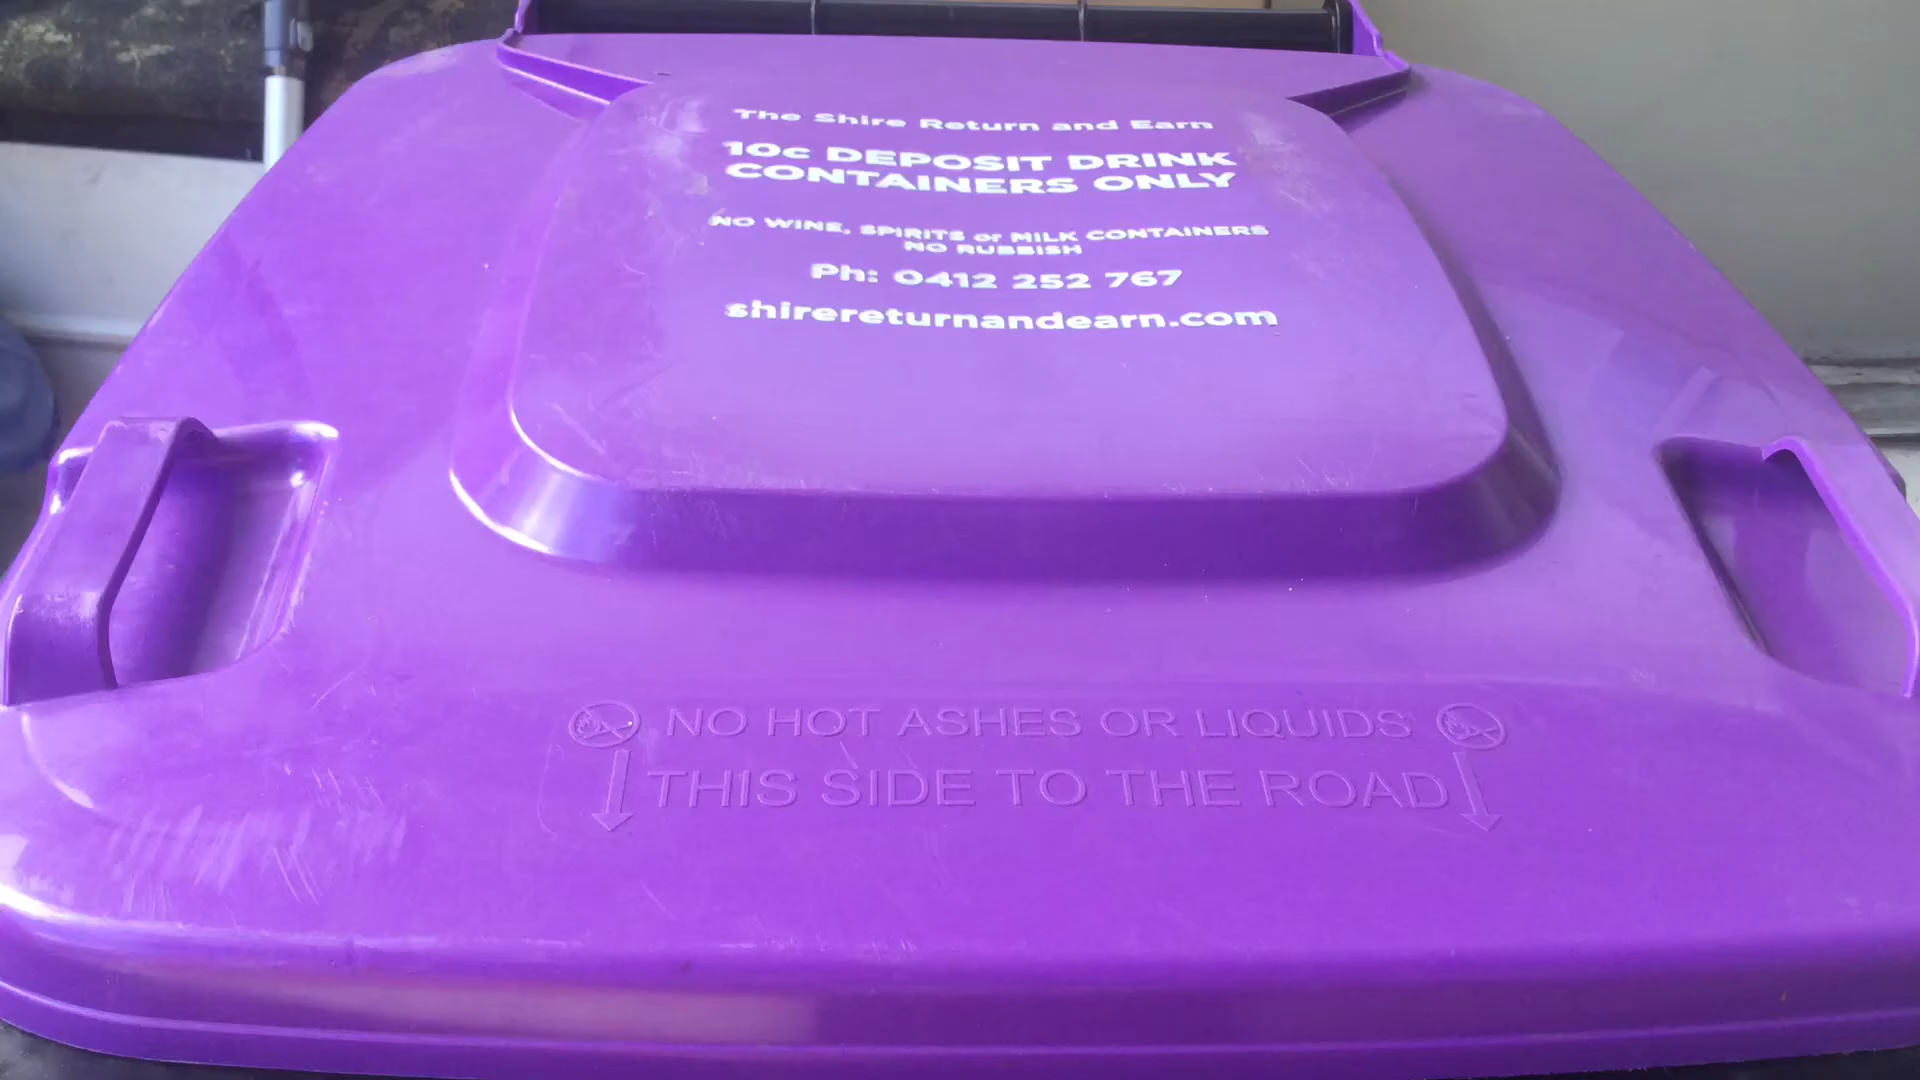 The Shire Return and Earn
10c DEPOSIT DRINK
CONTAINERS ONLY
NO WINE, SPIRITS or MILK CONTAINERS
NO RUBBISH
Ph: 0412 252 767
shirereturnandearn.com
NO HOT ASHES OR LIQUIDS
THIS SIDE TO THE ROAD